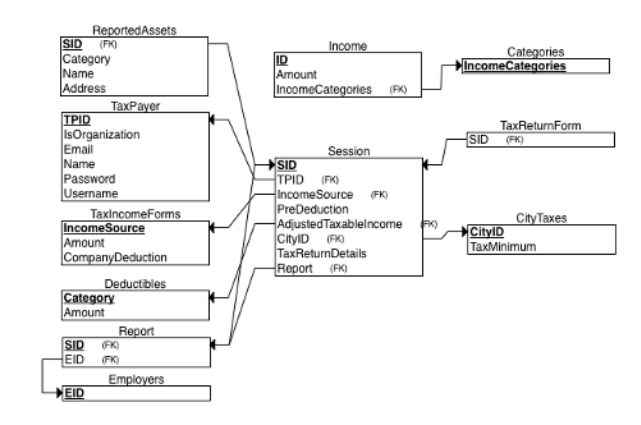 ReportedAssets
SID (FK)
Category
Name
Address
TaxPayer
TPID
IsOrganization
Email
Name
Password
Username
TaxIncomeForms
IncomeSource
Amount
CompanyDeduction
Deductibles
Category
Amount
Report
SID (FK)
EID (FK)
Employers
EID
Income
ID
Amount
IncomeCategories (FK)
Session
SID
TPID (FK)
IncomeSource (FK)
PreDeduction
AdjustedTaxableIncome (FK)
CityID (FK)
TaxReturnDetails
Report (FK)
Categories
IncomeCategories
TaxReturnForm
SID (FK)
CityTaxes
CityID
TaxMinimum